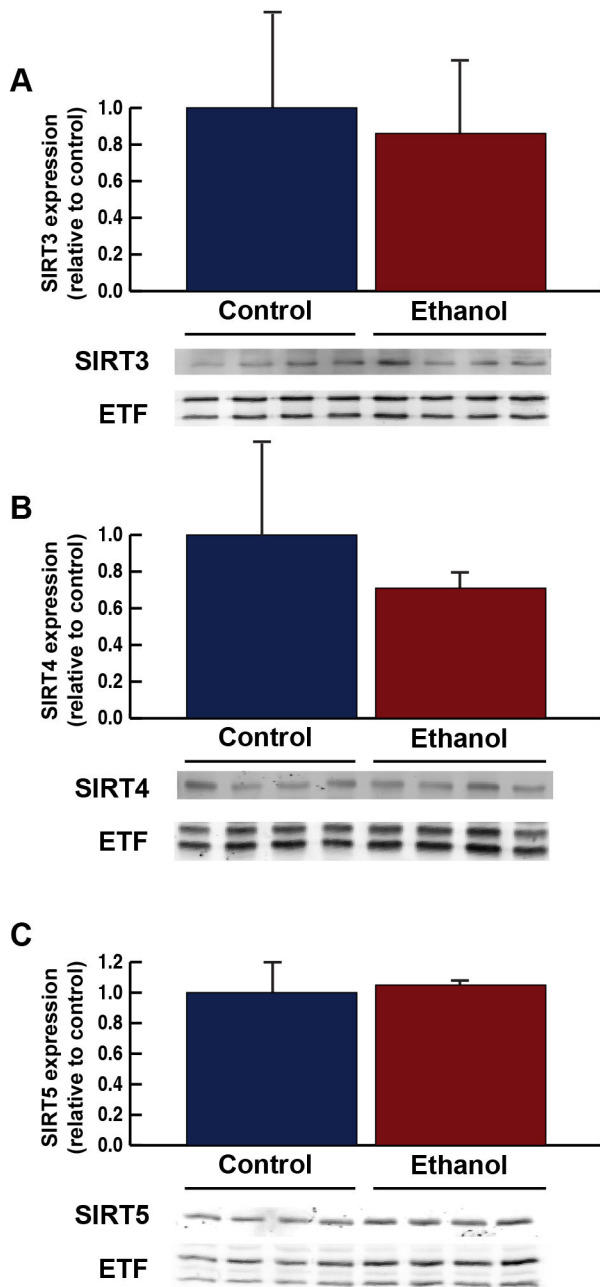 A
SIRT3 expression
(relative to control)
1.0
0.8
0.6
0.4
0.2
0.0
Control Ethanol
SIRT3
ETF
B
SIRT4 expression
(relative to control)
1.0
0.8
0.6
0.4
0.2
0.0
Control Ethanol
SIRT4
ETF
C
SIRT5 expression
(relative to control)
1.2
1.0
0.8
0.6
0.4
0.2
0.0
Control Ethanol
SIRT5
ETF